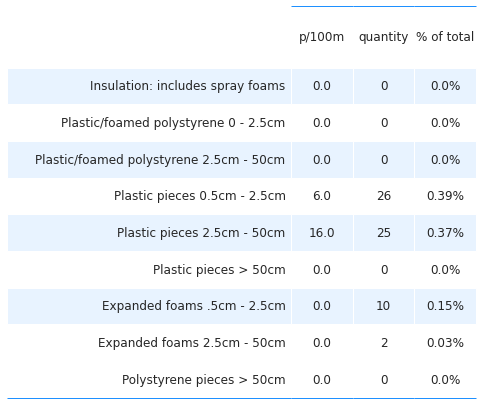 p/100m quantity % of total
Insulation: includes spray foams 0.0 0 0.0%
Plastic/foamed polystyrene 0 - 2.5cm 0.0 0 0.0%
Plastic/foamed polystyrene 2.5cm - 50cm 0.0 0 0.0%
Plastic pieces 0.5cm - 2.5cm 6.0 26 0.39%
Plastic pieces 2.5cm - 50cm 16.0 25 0.37%
Plastic pieces > 50cm 0.0 0 0.0%
Expanded foams .5cm - 2.5cm 0.0 10 0.15%
Expanded foams 2.5cm - 50cm 0.0 2 0.03%
Polystyrene pieces > 50cm 0.0 0 0.0%